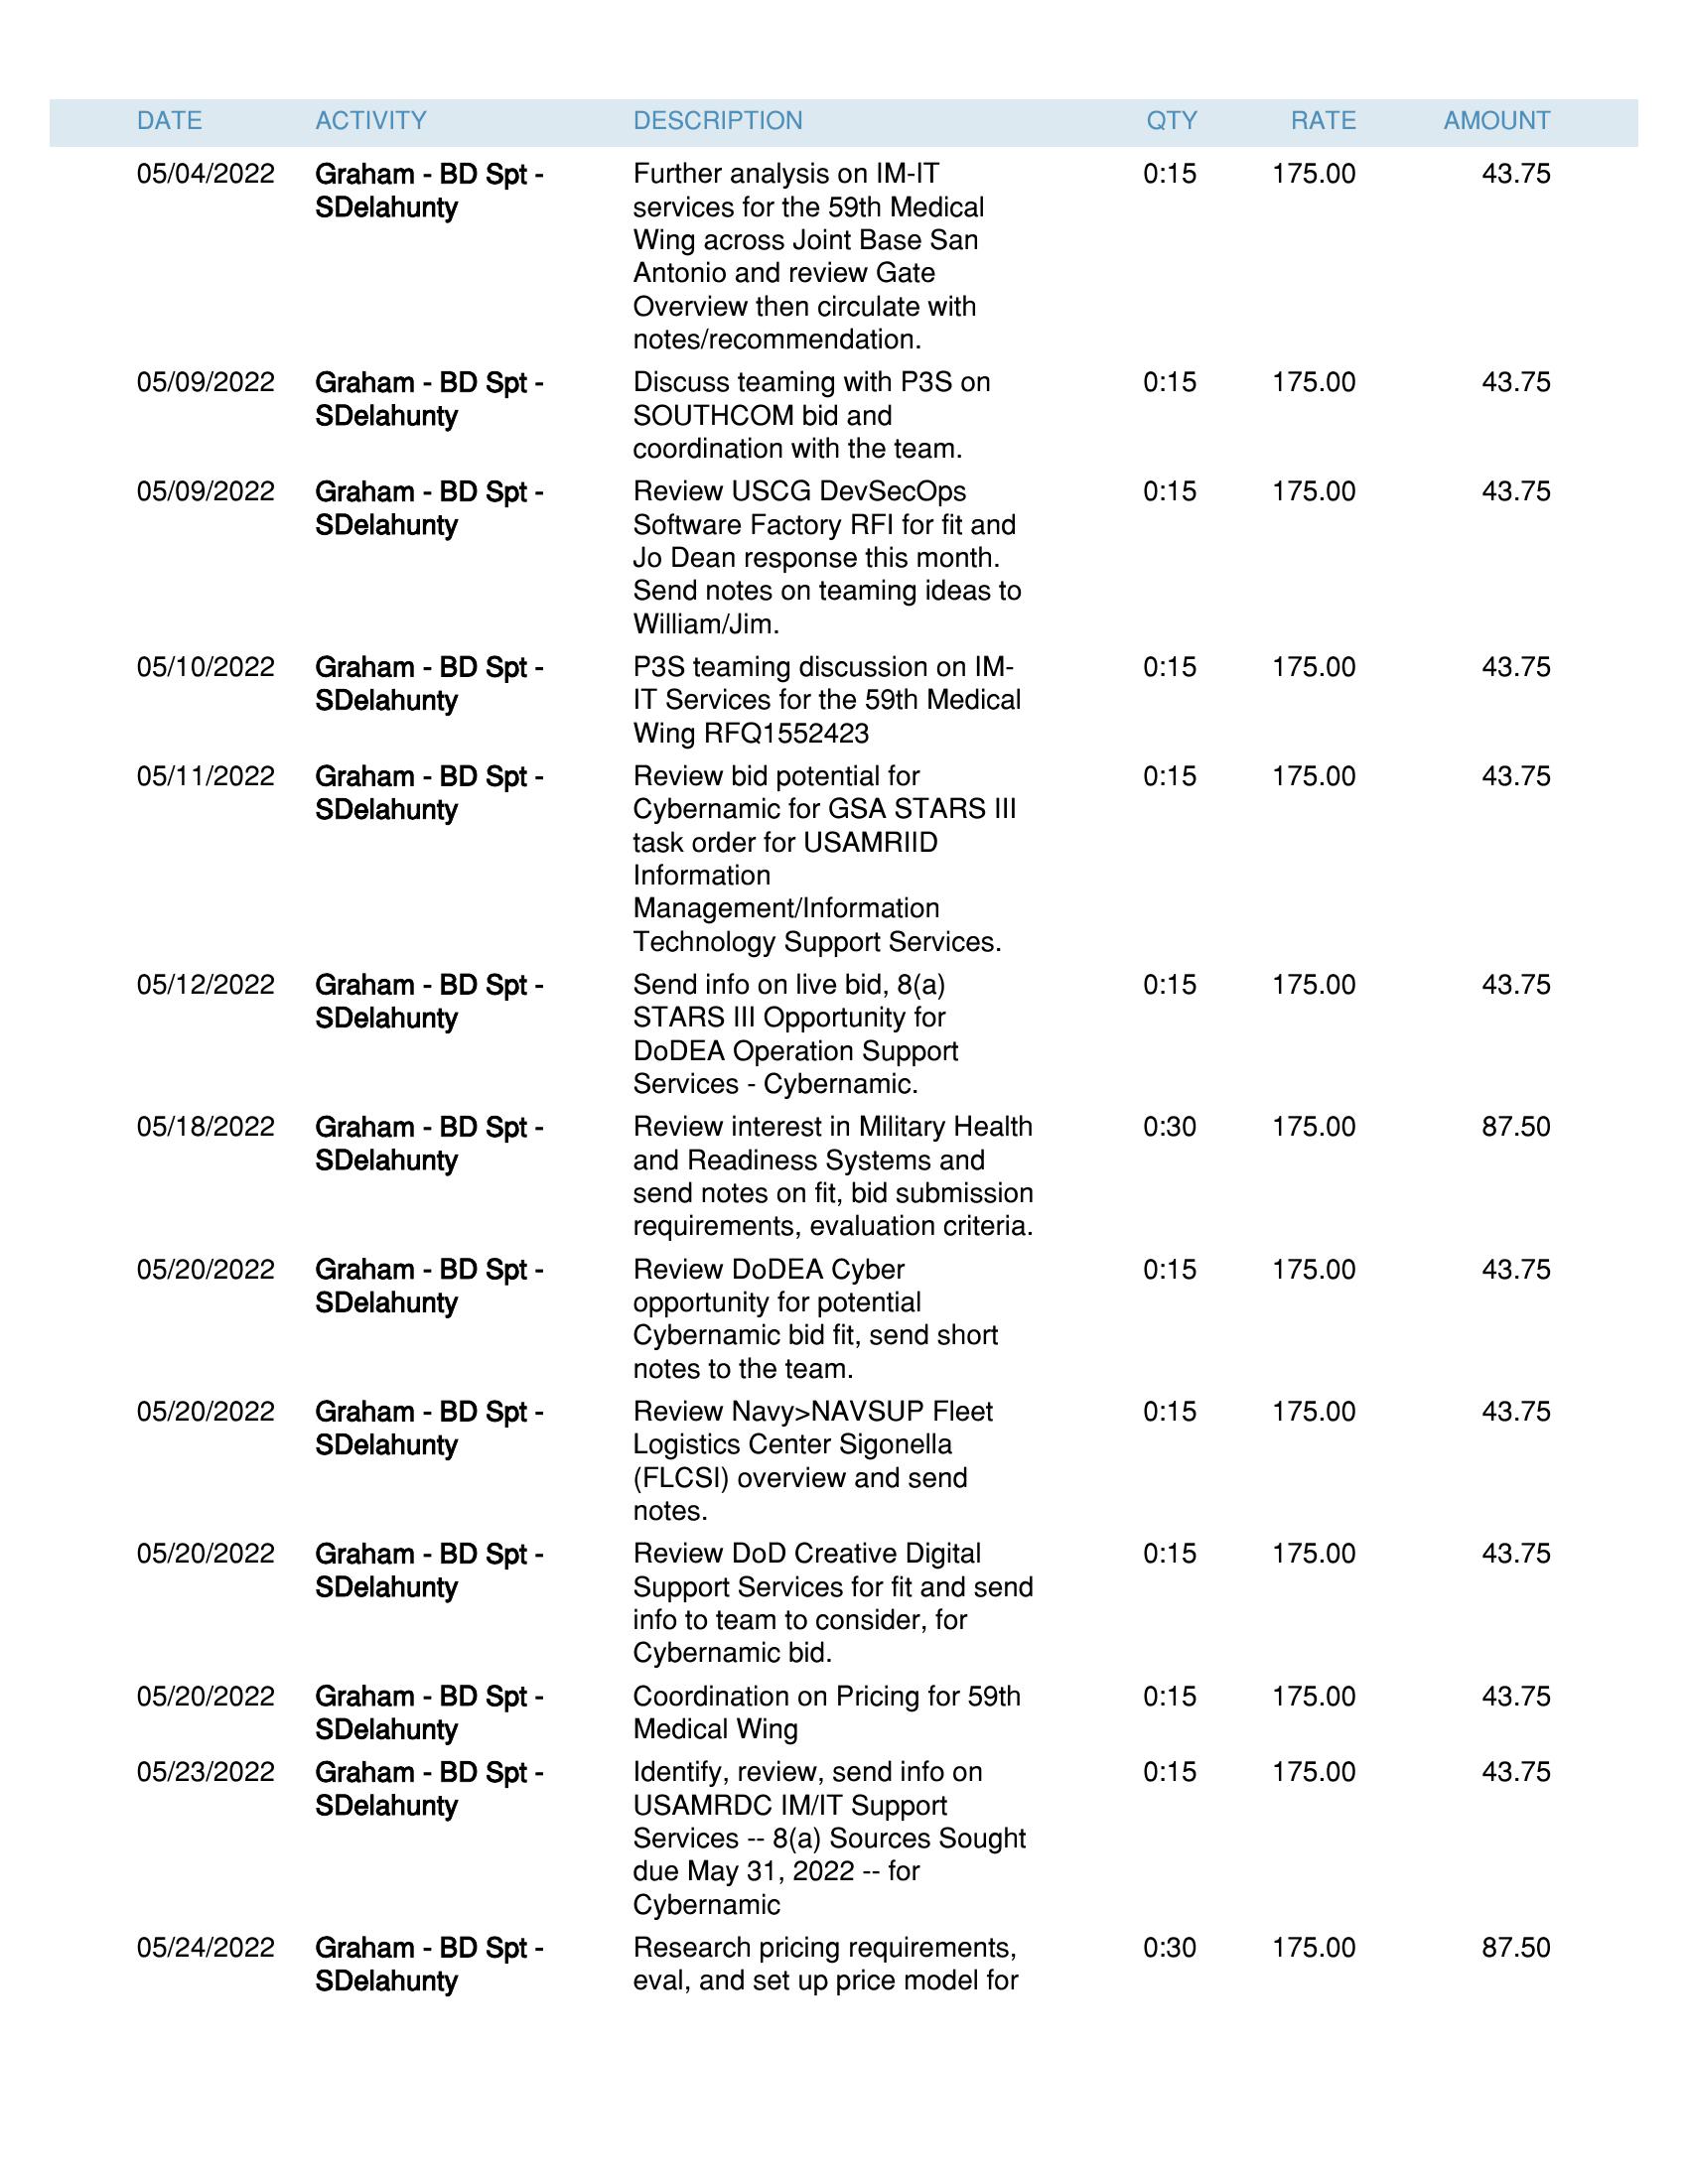 DATE ACTIVITY DESCRIPTION QTY RATE AMOUNT
05/04/2022 Graham - BD Spt - Further analysis on IM-IT 0:15 175.00 43.75
SDelahunty services for the 59th Medical
Wing across Joint Base San
Antonio and review Gate
Overview then circulate with
notes/recommendation.
05/09/2022 Graham - BD Spt - Discuss teaming with P3S on 0:15 175.00 43.75
SDelahunty SOUTHCOM bid and
coordination with the team.
05/09/2022 Graham - BD Spt - Review USCG DevSecOps 0:15 175.00 43.75
SDelahunty Software Factory RFI for fit and
Jo Dean response this month.
Send notes on teaming ideas to
William/Jim.
05/10/2022 Graham - BD Spt - P3S teaming discussion on IM- 0:15 175.00 43.75
SDelahunty IT Services for the 59th Medical
Wing RFQ1552423
05/11/2022 Graham - BD Spt - Review bid potential for 0:15 175.00 43.75
SDelahunty Cybernamic for GSA STARS III
task order for USAMRIID
Information
Management/Information
Technology Support Services.
05/12/2022 Graham - BD Spt - Send info on live bid, 8(a) 0:15 175.00 43.75
SDelahunty STARS III Opportunity for
DoDEA Operation Support
Services - Cybernamic.
05/18/2022 Graham - BD Spt - Review interest in Military Health 0:30 175.00 87.50
SDelahunty and Readiness Systems and
send notes on fit, bid submission
requirements, evaluation criteria.
05/20/2022 Graham - BD Spt - Review DoDEA Cyber 0:15 175.00 43.75
SDelahunty opportunity for potential
Cybernamic bid fit, send short
notes to the team.
05/20/2022 Graham - BD Spt - Review Navy>NAVSUP Fleet 0:15 175.00 43.75
SDelahunty Logistics Center Sigonella
(FLCSI) overview and send
notes.
05/20/2022 Graham - BD Spt - Review DoD Creative Digital 0:15 175.00 43.75
SDelahunty Support Services for fit and send
info to team to consider, for
Cybernamic bid.
05/20/2022 Graham - BD Spt - Coordination on Pricing for 59th 0:15 175.00 43.75
SDelahunty Medical Wing
05/23/2022 Graham - BD Spt - Identify, review, send info on 0:15 175.00 43.75
SDelahunty USAMRDC IM/IT Support
Services -- 8(a) Sources Sought
due May 31, 2022 -- for
Cybernamic
05/24/2022 Graham - BD Spt - Research pricing requirements, 0:30 175.00 87.50
SDelahunty eval, and set up price model for